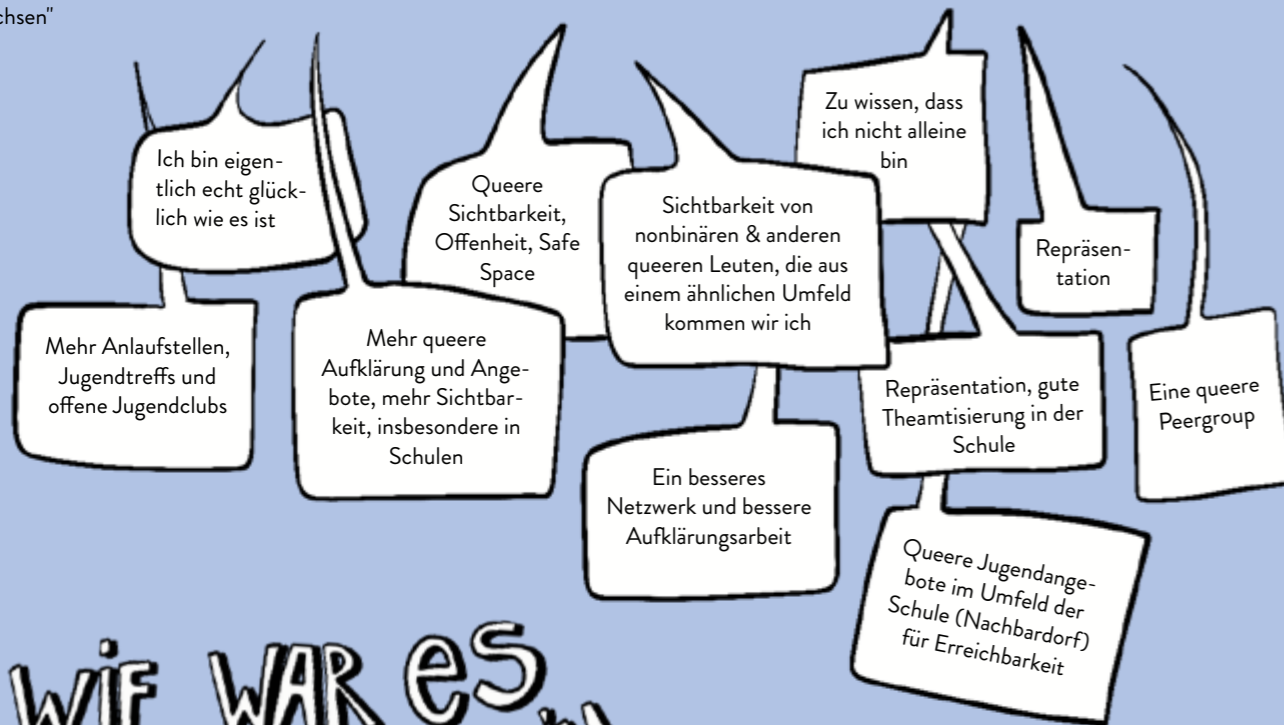 chsen"
Ich bin eigen-
tlich echt glück-
lich wie es ist
Queere
Sichtbarkeit,
Offenheit, Safe
Space
Sichtbarkeit von
nonbinären & anderen
queeren Leuten, die aus
einem ähnlichen Umfeld
kommen wir ich
Zu wissen, dass
ich nicht alleine
bin
Repräsen-
tation
Mehr Anlaufstellen,
Jugendtreffs und
offene Jugendclubs
Mehr queere
Aufklärung und Ange-
bote, mehr Sichtbar-
keit, insbesondere in
Schulen
Repräsentation, gute
Theamtisierung in der
Schule
Eine queere
Peergroup
Ein besseres
Netzwerk und bessere
Aufklärungsarbeit
Queere Jugendange-
bote im Umfeld der
Schule (Nachbardorf)
für Erreichbarkeit
WiE WAR eS